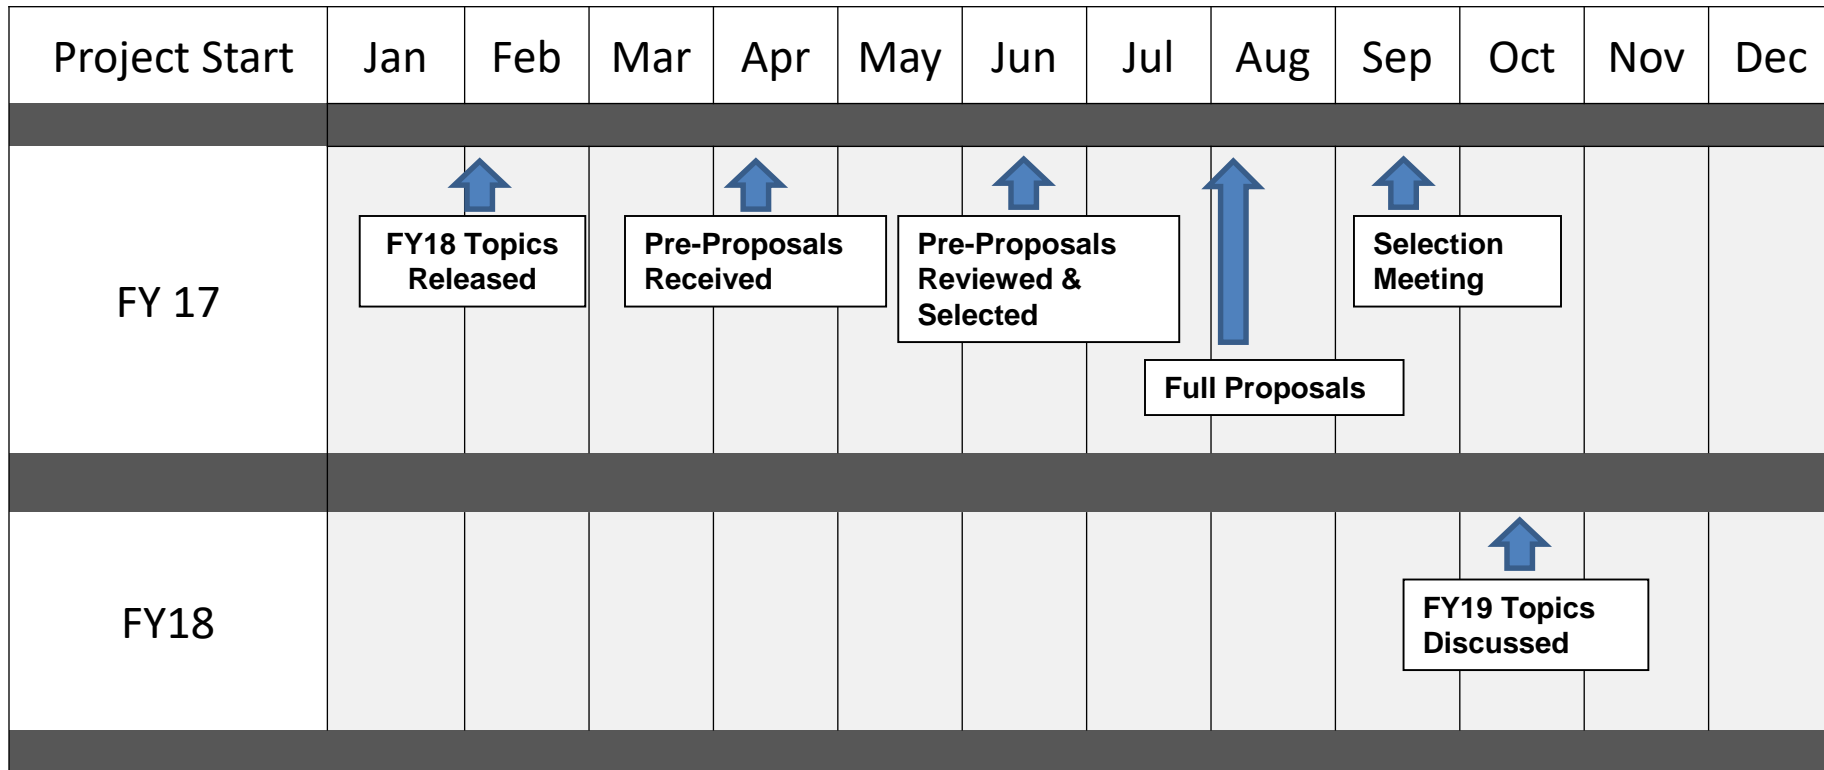 Project Start Jan Feb Mar Apr May Jun Jul Aug Sep Oct Nov Dec
FY 17
FY18 Topics
Released
Pre-Proposals
Received
Pre-Proposals
Reviewed &
Selected
Full Proposals
Selection
Meeting
FY18
FY19 Topics
Discussed